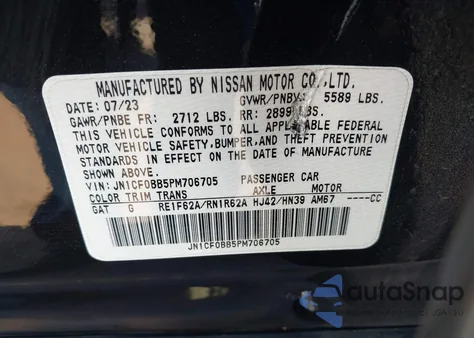 MANUFACTURED BY NISSAN MOTOR CO., LTD.
DATE: 07/23 GVWR/PNBV: 5589 LBS.
GAWR/PNBE FR: 2712 LBS. RR: 2899 LBS.
THIS VEHICLE CONFORMS TO ALL APPLICABLE FEDERAL
MOTOR VEHICLE SAFETY, BUMPER, AND THEFT PREVENTION
STANDARDS IN EFFECT ON THE DATE OF MANUFACTURE
SHOWN ABOVE.
VIN: JN1CF0BB5PM706705 PASSENGER CAR
COLOR TRIM TRANS AXLE MOTOR
GAT G RE1F62A/RN1R62A HJ42/HN39 AM67 ----CC
JN1CF0BB5PM706705
autoSnap